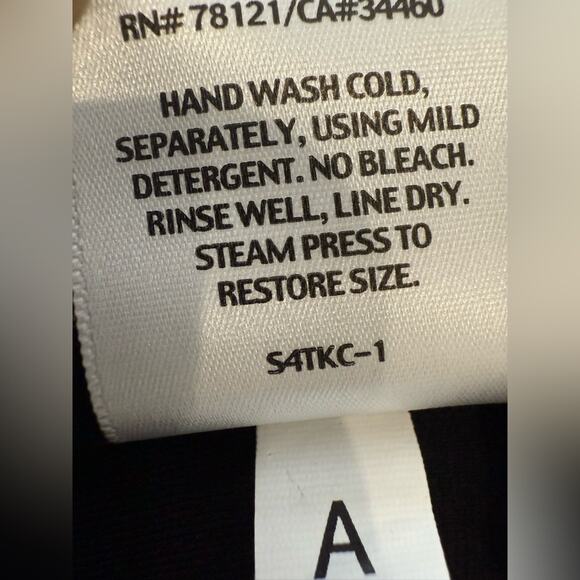 RN# 78121/CA#34460
HAND WASH COLD,
SEPARATELY, USING MILD
DETERGENT. NO BLEACH.
RINSE WELL, LINE DRY.
STEAM PRESS TO
RESTORE SIZE.
S4TKC-1
A